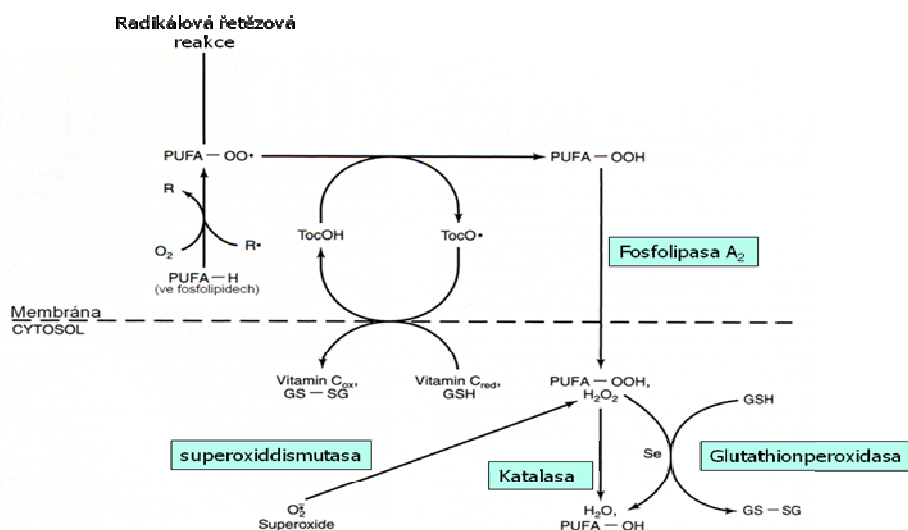 Radikálová řetězová
reakce
PUFA — OO•
PUFA — OOH
R
O₂
R•
TocOH
TocO•
Fosfolipasa A₂
PUFA — H
(ve fosfolipidech)
Membrána
CYTOSOL
Vitamin Cox,
GS — SG
Vitamin Cred,
GSH
PUFA — OOH,
H₂O₂
GSH
superoxiddismutasa
Se
Glutathionperoxidasa
Katalasa
O₂⁻
Superoxide
H₂O,
PUFA — OH
GS — SG